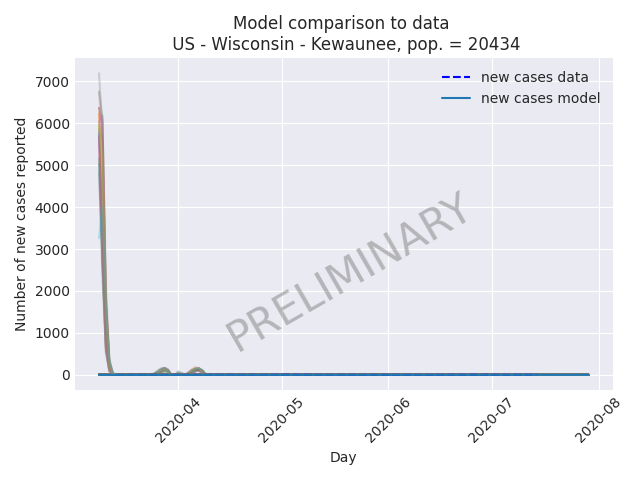 Model comparison to data
US - Wisconsin - Kewaunee, pop. = 20434
new cases data
new cases model
Number of new cases reported
7000
6000
5000
4000
3000
2000
1000
0
PRELIMINARY
2020-04
2020-05
2020-06
2020-07
2020-08
Day